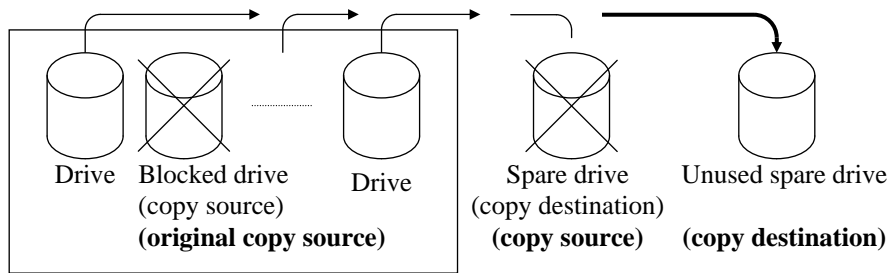 Drive
Blocked drive
(copy source)
(original copy source)
Drive
Spare drive
(copy destination)
(copy source)
Unused spare drive
(copy destination)